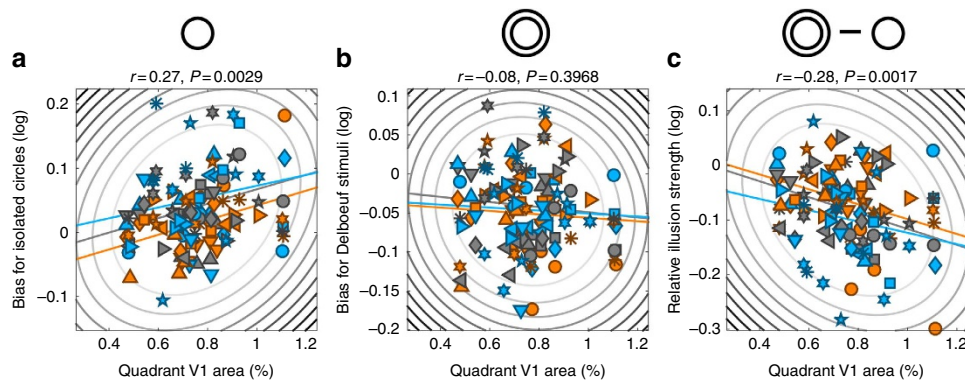 a
b
c
r=0.27, P=0.0029
r=−0.08, P=0.3968
r=−0.28, P=0.0017
Bias for isolated circles (log)
0.2
0.1
0
−0.1
0.4 0.6 0.8 1 1.2
Quadrant V1 area (%)
Bias for Delboeuf stimuli (log)
0.1
0.05
0
−0.05
−0.1
−0.15
−0.2
0.4 0.6 0.8 1 1.2
Quadrant V1 area (%)
Relative illusion strength (log)
0.1
0
−0.1
−0.2
−0.3
0.4 0.6 0.8 1 1.2
Quadrant V1 area (%)